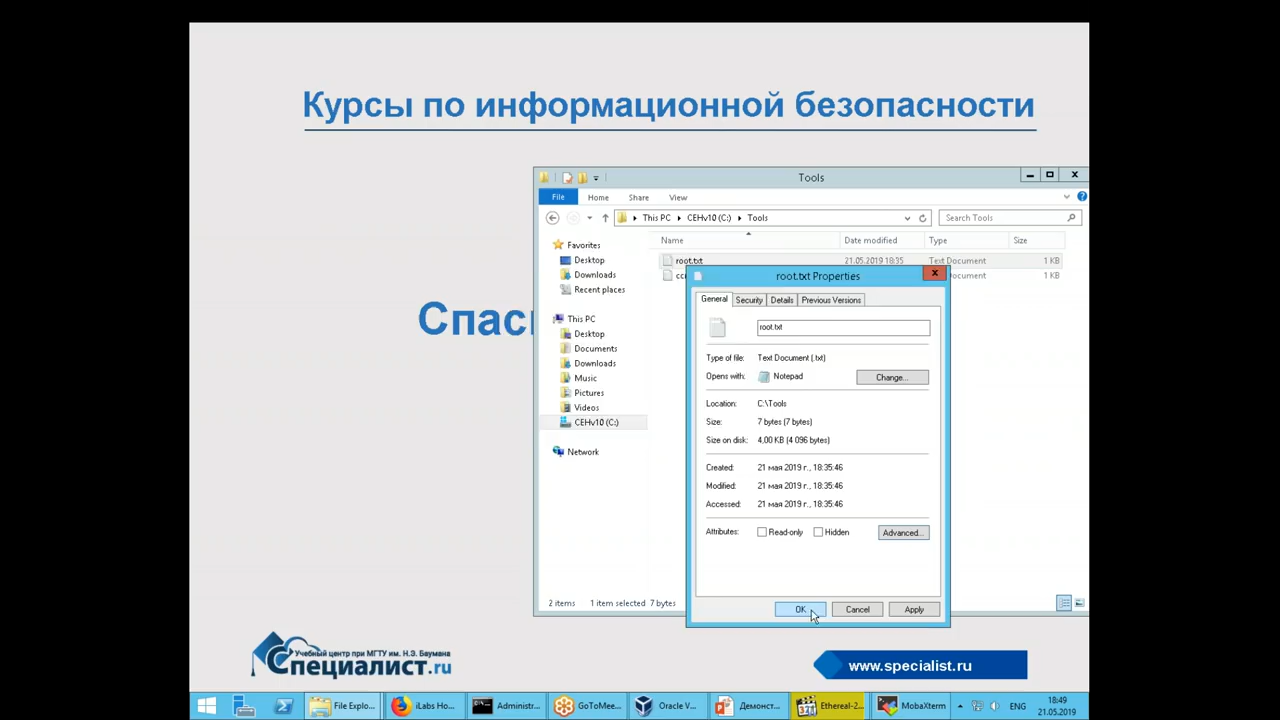 Курсы по информационной безопасности
Tools
File Home Share View
This PC CEHv10 (C:) Tools
Search Tools
Name Date modified Type Size
Favorites
Desktop
Downloads
Recent places
This PC
Desktop
Documents
Downloads
Music
Pictures
Videos
CEHv10 (C:)
Network
root.txt 21.05.2019 18:35 Text Document 1 KB
1 KB
root.txt Properties
General Security Details Previous Versions
root.txt
Type of file: Text Document (.txt)
Opens with: Notepad Change...
Location: C:\Tools
Size: 7 bytes (7 bytes)
Size on disk: 4,00 KB (4 096 bytes)
Created: 21 мая 2019 г., 18:35:46
Modified: 21 мая 2019 г., 18:35:46
Accessed: 21 мая 2019 г., 18:35:46
Attributes: Read-only Hidden Advanced...
OK Cancel Apply
2 items 1 item selected 7 bytes
Учебный центр при МГТУ им. Н.Э. Баумана
Специалист.ru
www.specialist.ru
File Explo... iLabs Ho... Administr... GoToMee... Oracle V... Демонст... Ethereal-2... MobaXterm ENG 18:49
21.05.2019